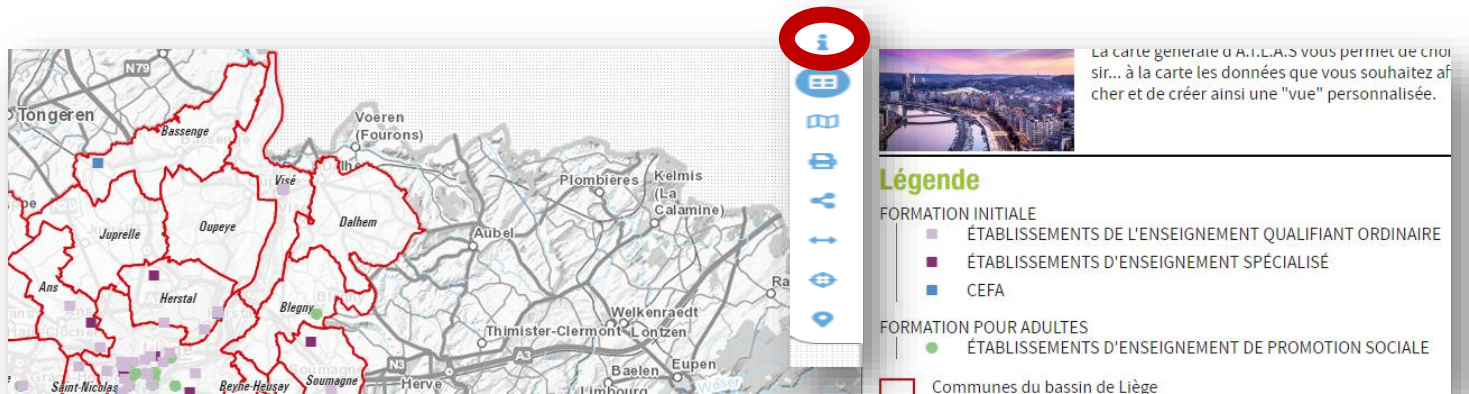 N79
Tongeren
Bassenge
Voeren
(Fourons)
Visé
Plombières
Kelmis
(La
Calamine)
Juprelle
Oupeye
Dalhem
Aubel
Ans
Herstal
Blegny
Welkenraedt
Thimister-Clermont
Lontzen
A3
N3
Baelen
Eupen
Saint-Nicolas
Beyne-Heusay
Soumagne
Herve
Limbourg
Weser
La carte générale d'A.T.L.A.S vous permet de choi
sir... à la carte les données que vous souhaitez af
cher et de créer ainsi une "vue" personnalisée.
Légende
FORMATION INITIALE
ÉTABLISSEMENTS DE L'ENSEIGNEMENT QUALIFIANT ORDINAIRE
ÉTABLISSEMENTS D'ENSEIGNEMENT SPÉCIALISÉ
CEFA
FORMATION POUR ADULTES
ÉTABLISSEMENTS D'ENSEIGNEMENT DE PROMOTION SOCIALE
Communes du bassin de Liège